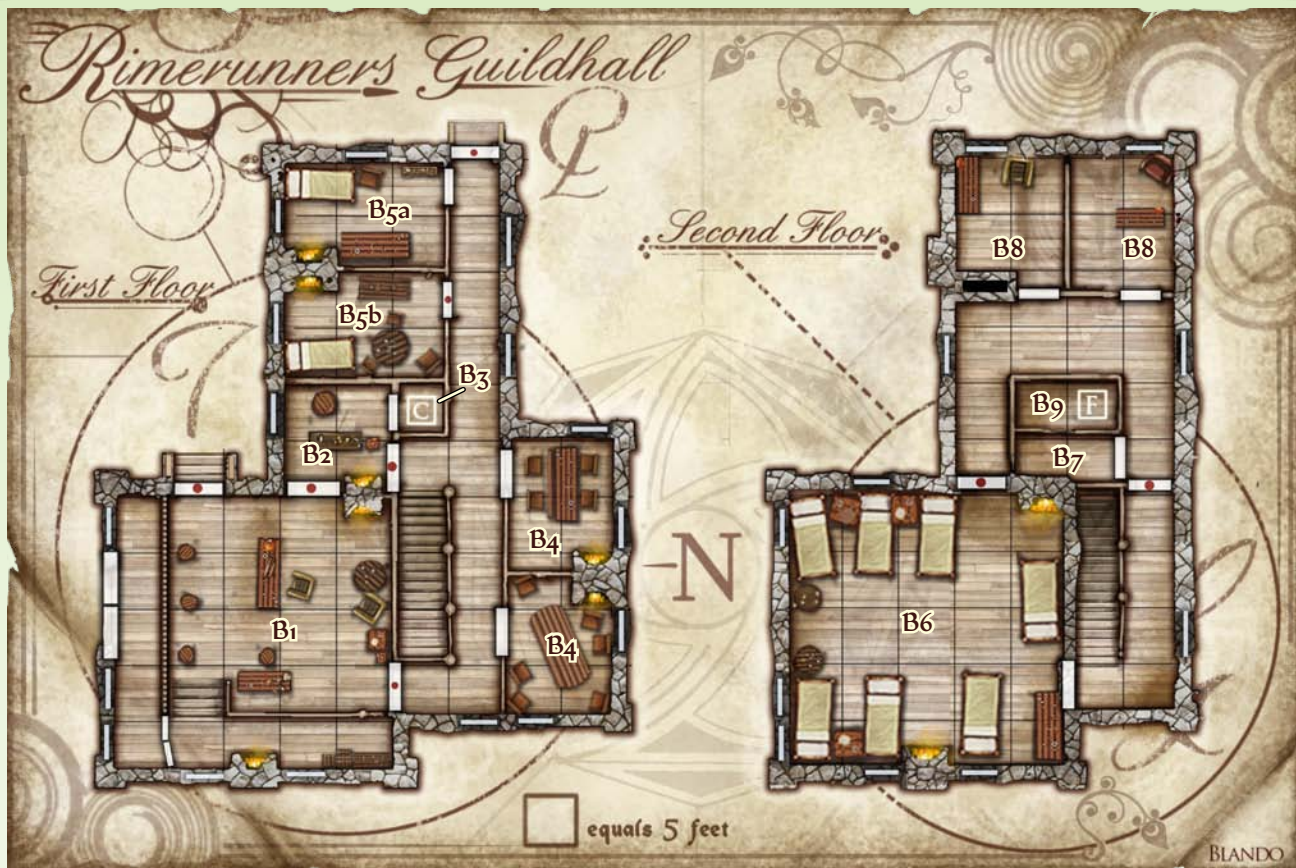 Rimerunners Guildhall
First Floor
Second Floor
B5a
B8
B8
B5b
B3
C
B9
F
B2
B7
B4
N
B1
B4
B6
equals 5 feet
BLANDO